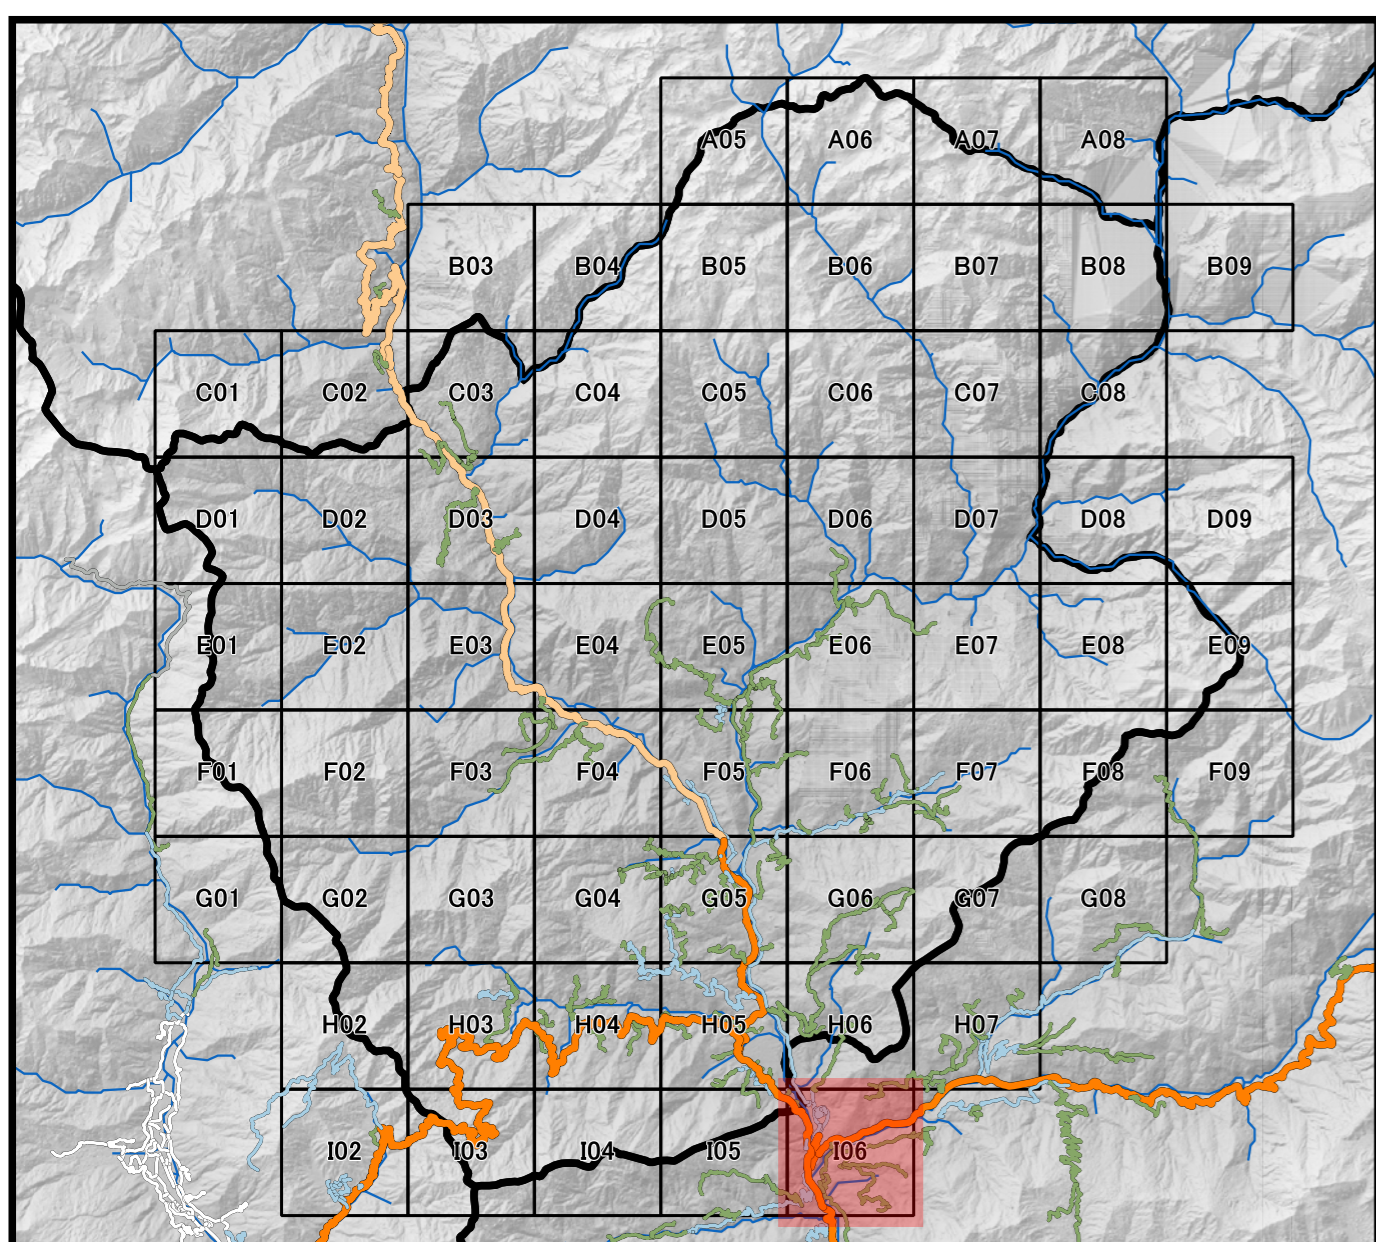 A05 A06 A07 A08
B03 B04 B05 B06 B07 B08 B09
C01 C02 C03 C04 C05 C06 C07 C08
D01 D02 D03 D04 D05 D06 D07 D08 D09
E01 E02 E03 E04 E05 E06 E07 E08 E09
F01 F02 F03 F04 F05 F06 F07 F08 F09
G01 G02 G03 G04 G05 G06 G07 G08
H02 H03 H04 H05 H06 H07
I02 I03 I04 I05 I06